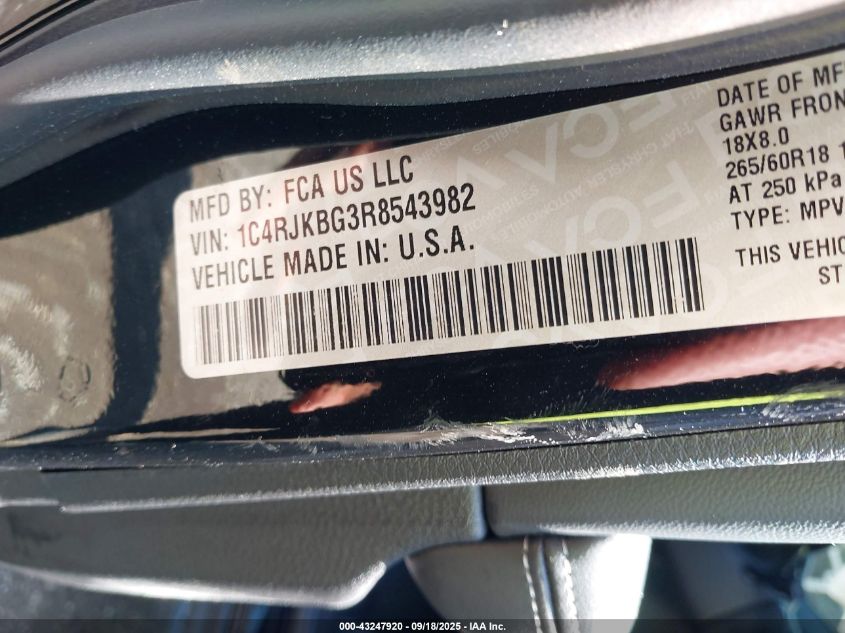 MFD BY: FCA US LLC
VIN: 1C4RJKBG3R8543982
VEHICLE MADE IN: U.S.A.
DATE OF MF
GAWR FRON
18X8.0
265/60R18 1
AT 250 kPa
TYPE: MPV
THIS VEHIC
ST
000-43247920 - 09/18/2025 - IAA Inc.